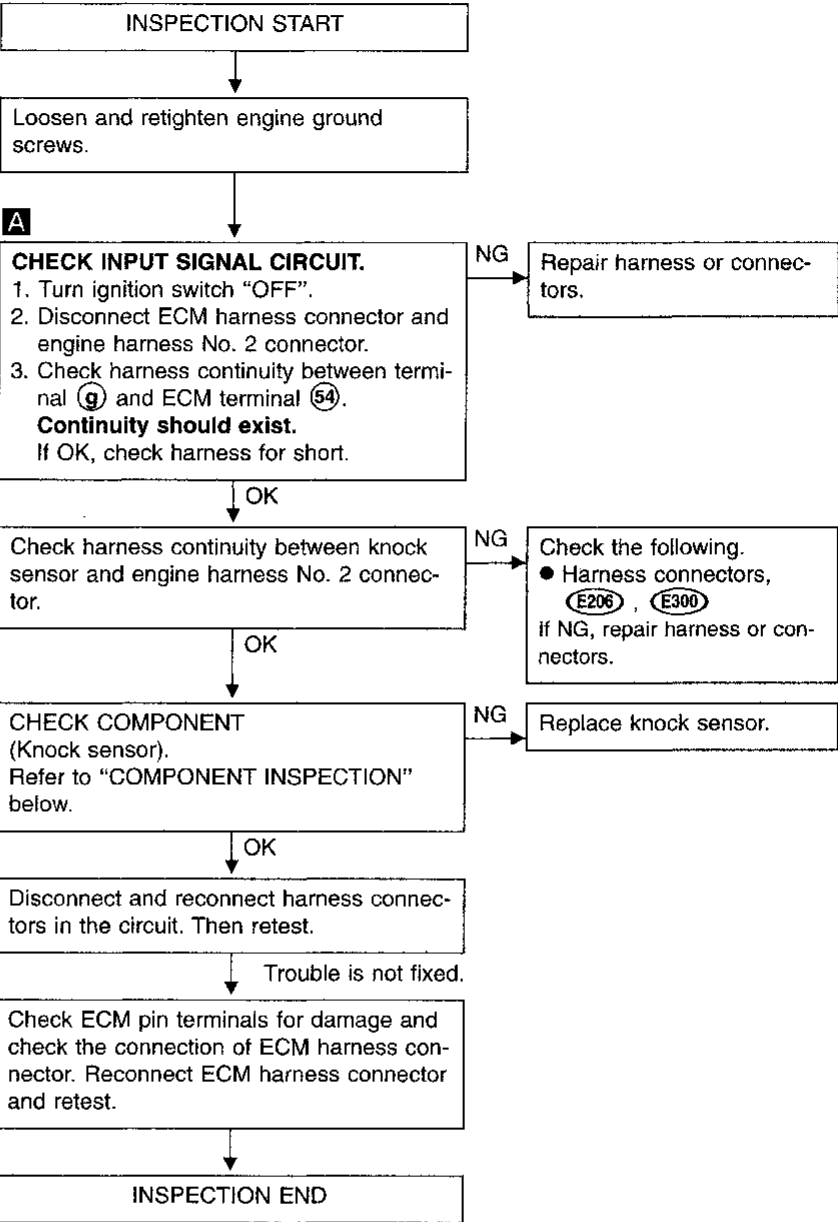 INSPECTION START
Loosen and retighten engine ground
screws.
A
CHECK INPUT SIGNAL CIRCUIT.
1. Turn ignition switch "OFF".
2. Disconnect ECM harness connector and
engine harness No. 2 connector.
3. Check harness continuity between termi-
nal (g) and ECM terminal (54).
Continuity should exist.
If OK, check harness for short.
NG
Repair harness or connec-
tors.
OK
Check harness continuity between knock
sensor and engine harness No. 2 connec-
tor.
NG
Check the following.
● Harness connectors,
(E206) , (E300)
If NG, repair harness or con-
nectors.
OK
CHECK COMPONENT
(Knock sensor).
Refer to "COMPONENT INSPECTION"
below.
NG
Replace knock sensor.
OK
Disconnect and reconnect harness connec-
tors in the circuit. Then retest.
Trouble is not fixed.
Check ECM pin terminals for damage and
check the connection of ECM harness con-
nector. Reconnect ECM harness connector
and retest.
INSPECTION END